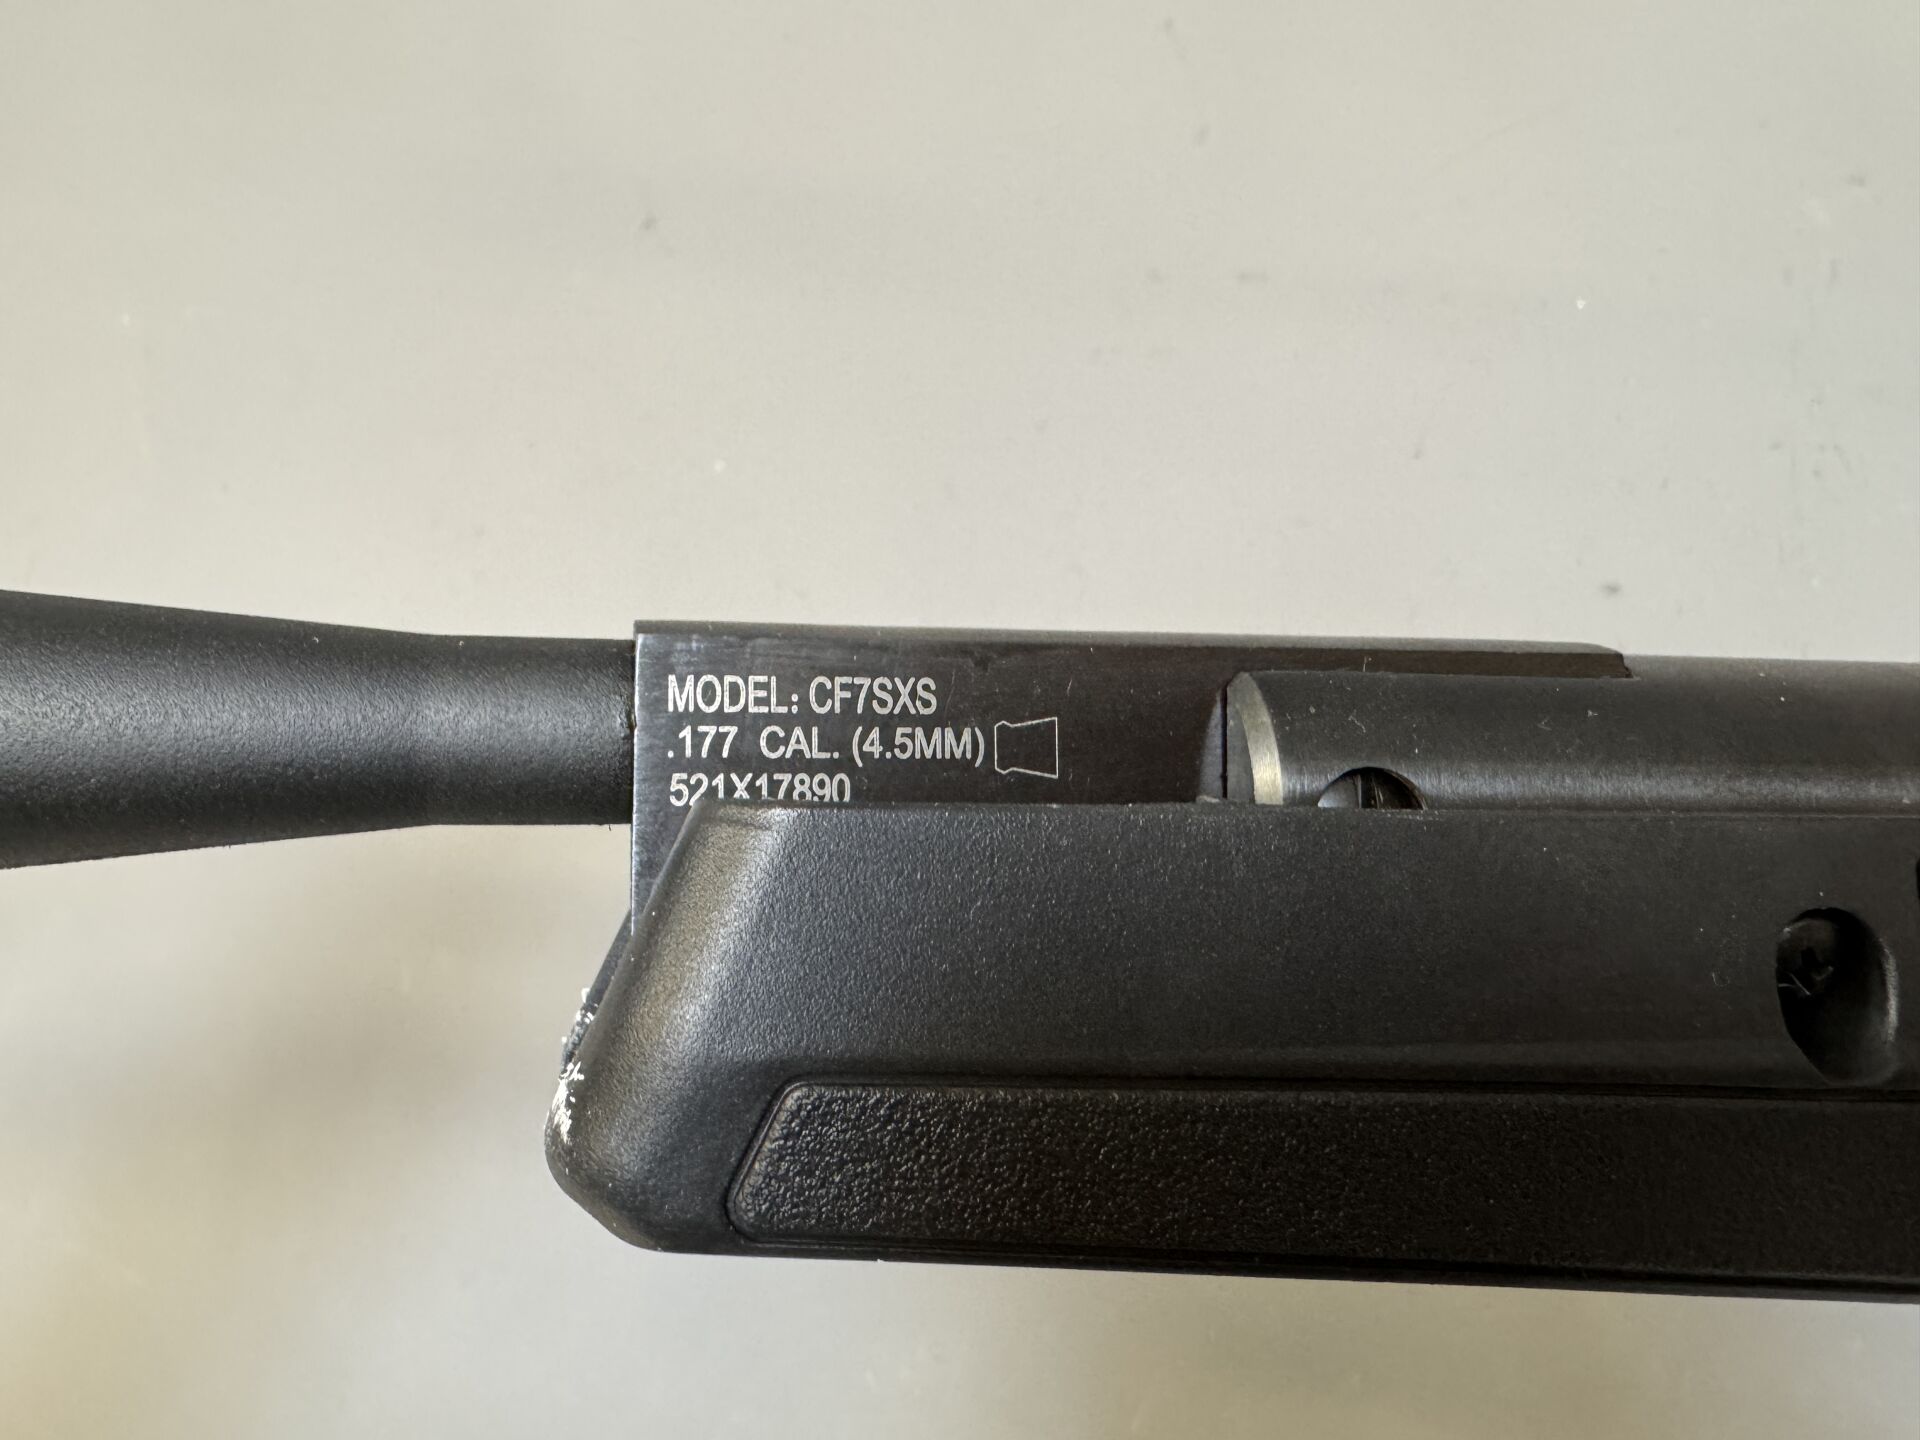 MODEL: CF7SXS
.177 CAL. (4.5MM)
521X17890